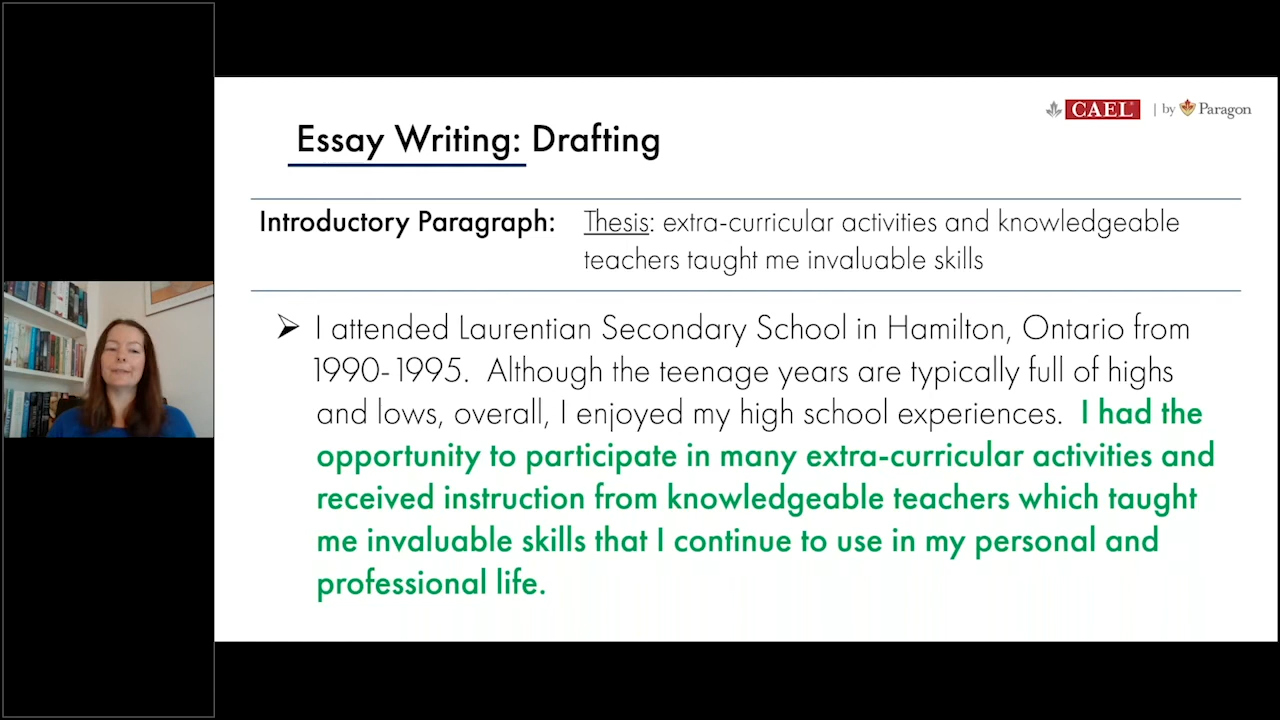 CAEL | by Paragon
Essay Writing: Drafting
Introductory Paragraph: Thesis: extra-curricular activities and knowledgeable
teachers taught me invaluable skills
➢ I attended Laurentian Secondary School in Hamilton, Ontario from
1990-1995. Although the teenage years are typically full of highs
and lows, overall, I enjoyed my high school experiences. I had the
opportunity to participate in many extra-curricular activities and
received instruction from knowledgeable teachers which taught
me invaluable skills that I continue to use in my personal and
professional life.